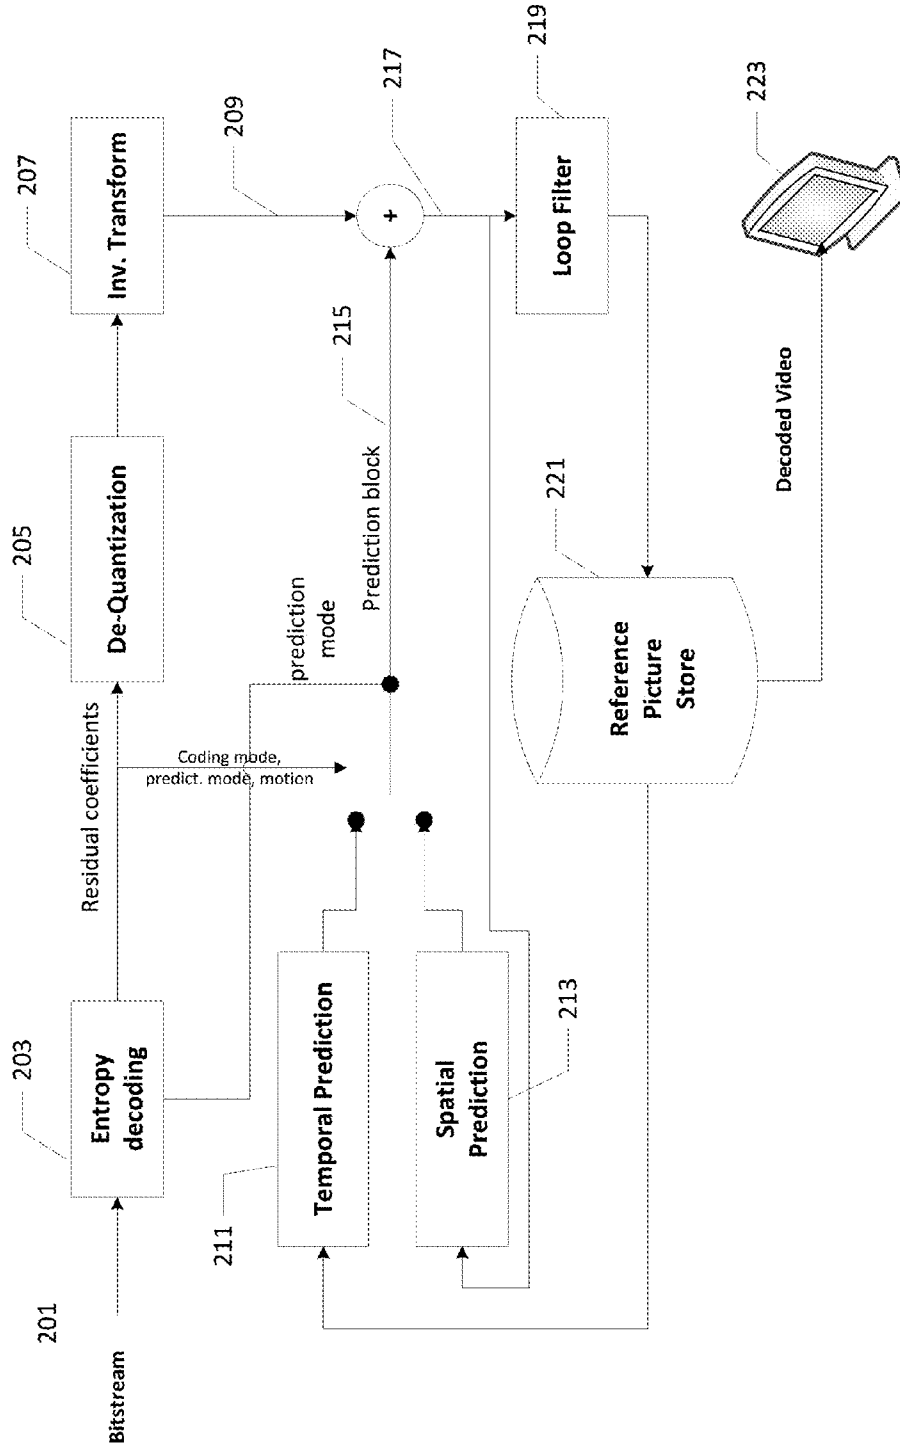 Bitstream
201
203
Entropy
decoding
Residual coefficients
205
De-Quantization
207
Inv. Transform
209
Coding mode,
predict. mode, motion
prediction
mode
211
Temporal Prediction
Prediction block
215
+
217
Spatial
Prediction
213
219
Loop Filter
221
Reference
Picture
Store
Decoded Video
223